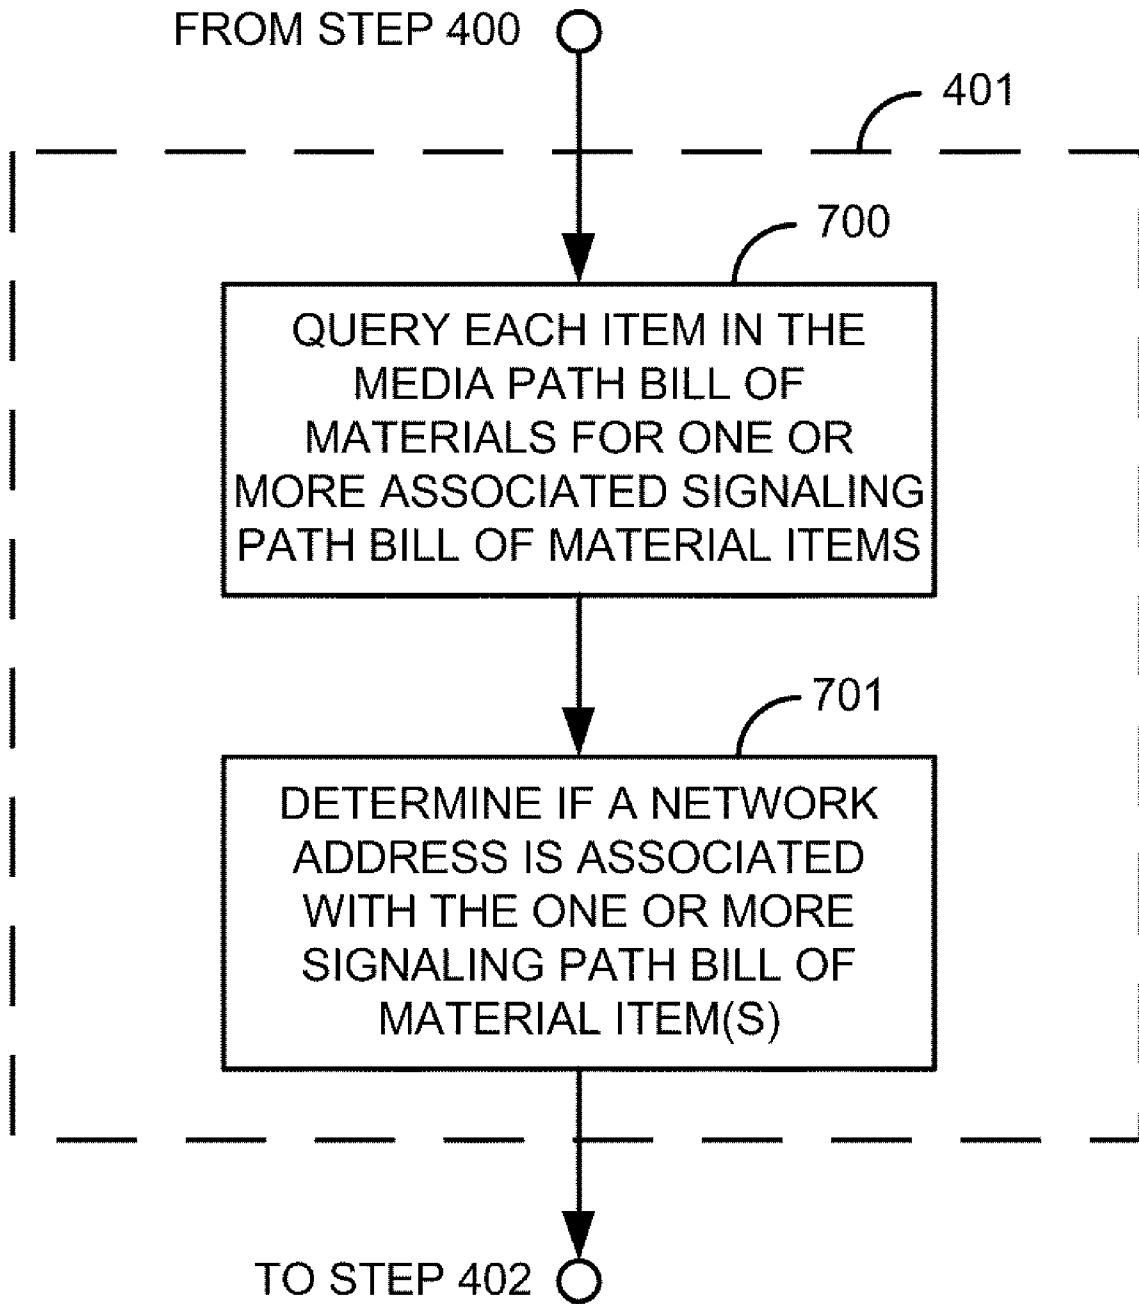 FROM STEP 400
401
700
QUERY EACH ITEM IN THE
MEDIA PATH BILL OF
MATERIALS FOR ONE OR
MORE ASSOCIATED SIGNALING
PATH BILL OF MATERIAL ITEMS
701
DETERMINE IF A NETWORK
ADDRESS IS ASSOCIATED
WITH THE ONE OR MORE
SIGNALING PATH BILL OF
MATERIAL ITEM(S)
TO STEP 402